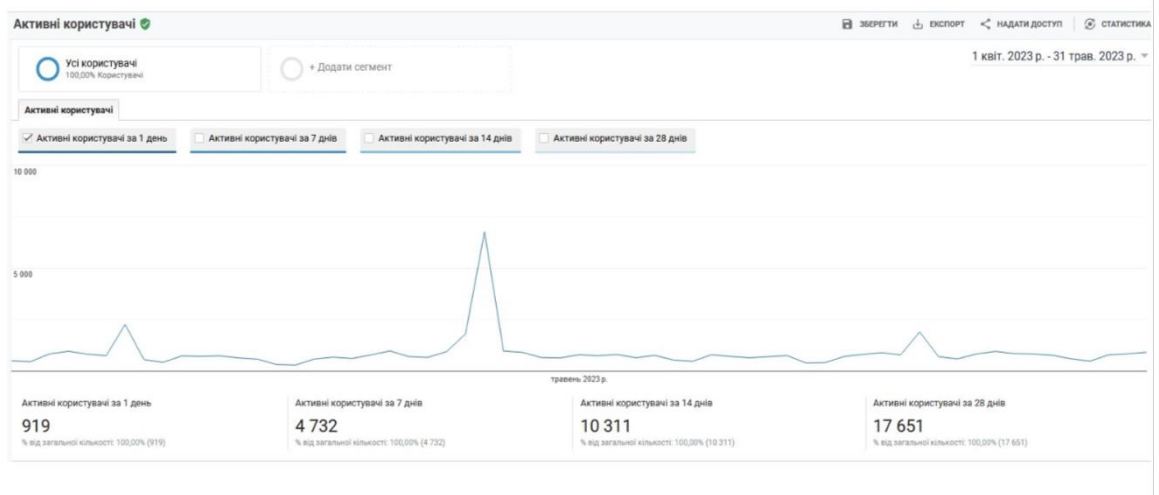 Активні користувачі
ЗБЕРЕГТИ
ЕКСПОРТ
НАДАТИ ДОСТУП
СТАТИСТИКА
Усі користувачі
100,00% Користувачі
+ Додати сегмент
1 квіт. 2023 р. - 31 трав. 2023 р.
Активні користувачі
Активні користувачі за 1 день
Активні користувачі за 7 днів
Активні користувачі за 14 днів
Активні користувачі за 28 днів
10 000
5 000
травень 2023 р.
Активні користувачі за 1 день
919
% від загальної кількості: 100,00% (919)
Активні користувачі за 7 днів
4 732
% від загальної кількості: 100,00% (4 732)
Активні користувачі за 14 днів
10 311
% від загальної кількості: 100,00% (10 311)
Активні користувачі за 28 днів
17 651
% від загальної кількості: 100,00% (17 651)